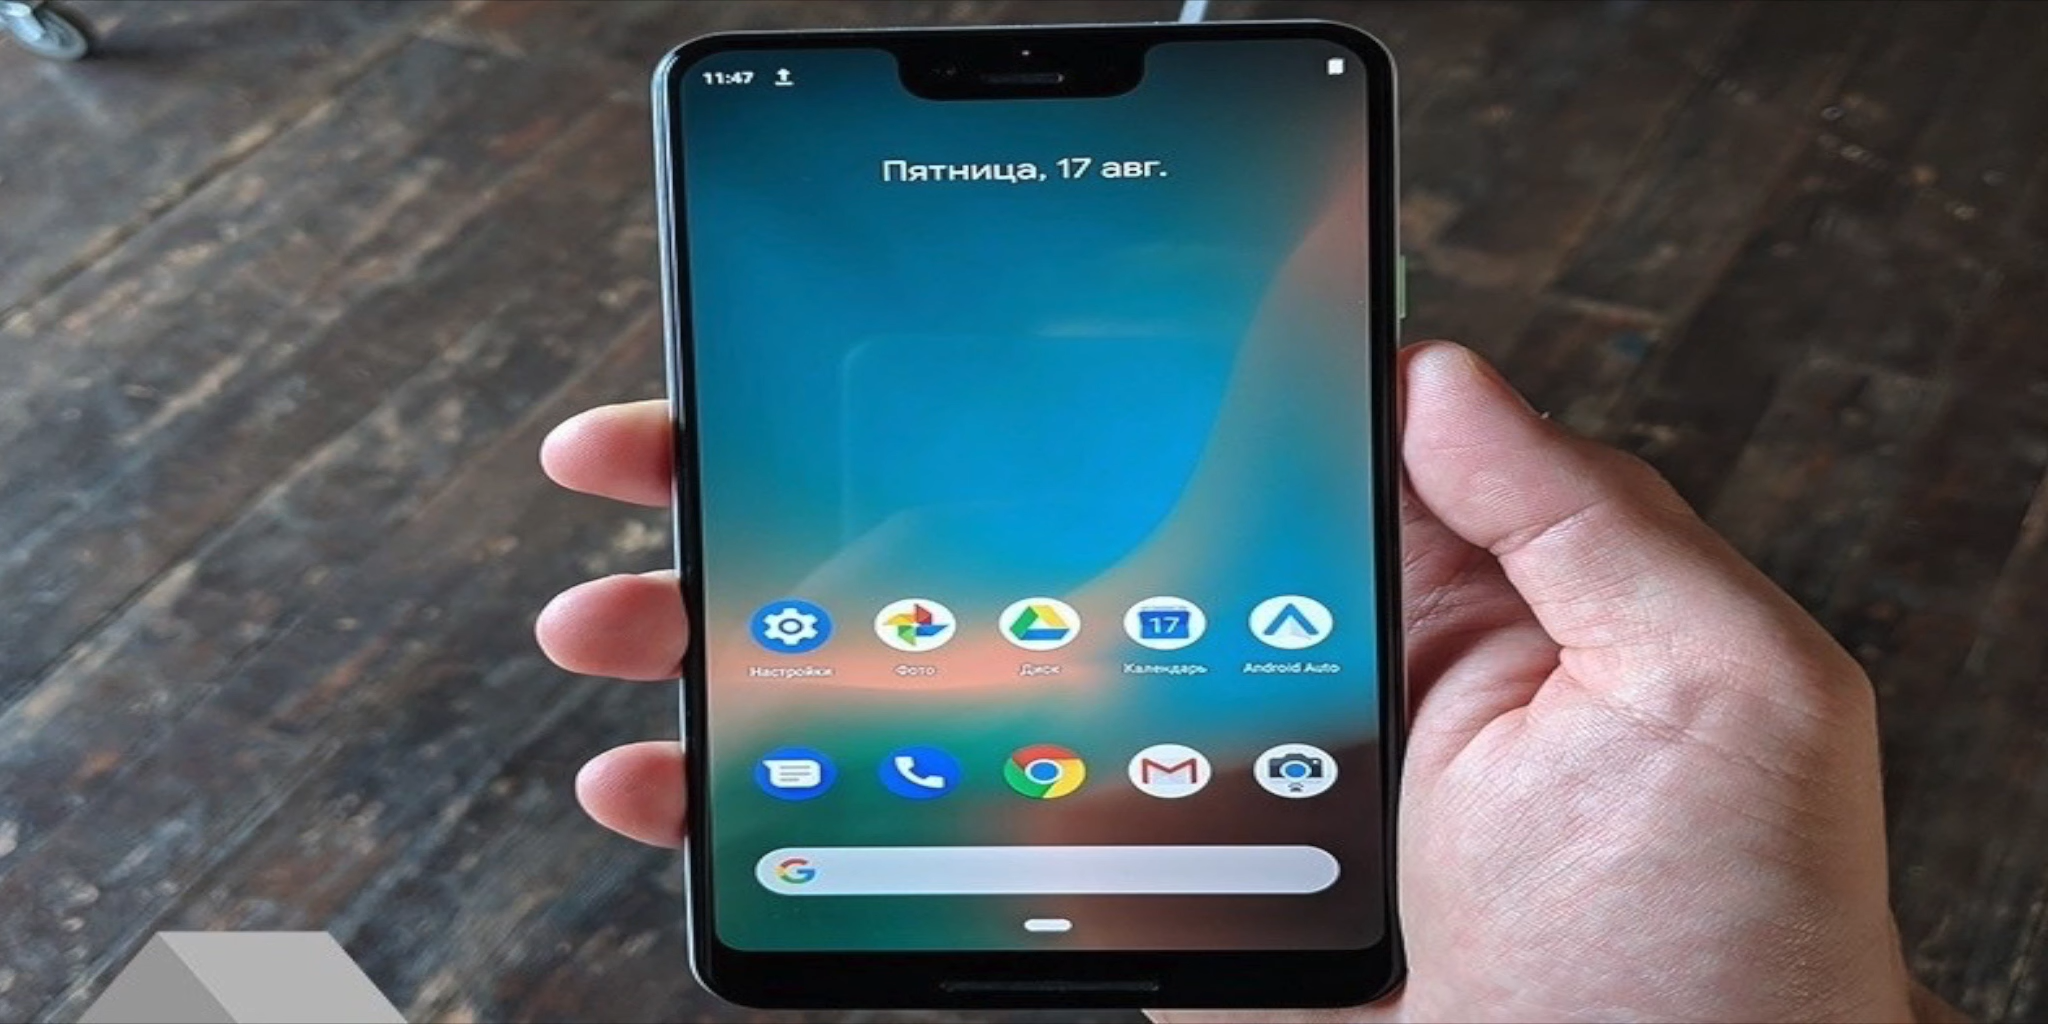 11:47
Пятница, 17 авг.
17
Настройки Фото Диск Календарь Android Auto
G